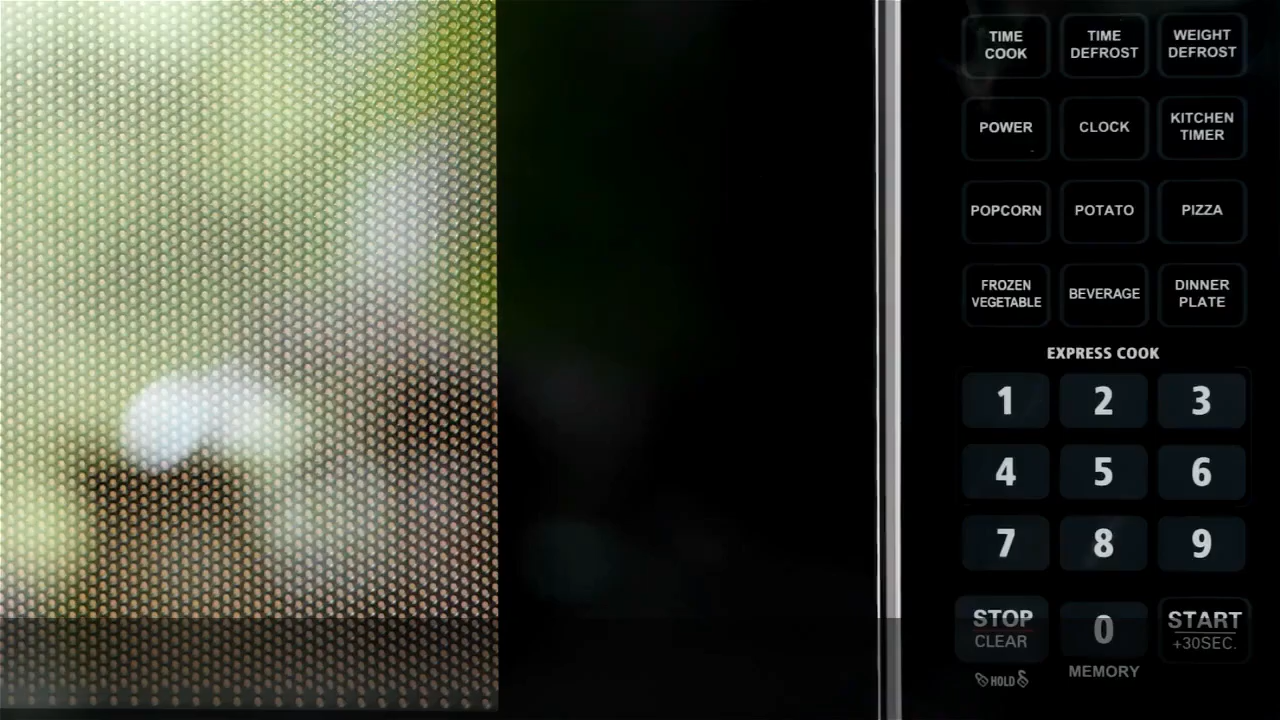 TIME
COOK
TIME
DEFROST
WEIGHT
DEFROST
POWER
CLOCK
KITCHEN
TIMER
POPCORN
POTATO
PIZZA
FROZEN
VEGETABLE
BEVERAGE
DINNER
PLATE
EXPRESS COOK
1
2
3
4
5
6
7
8
9
STOP
CLEAR
0
START
+30SEC.
HOLD
MEMORY